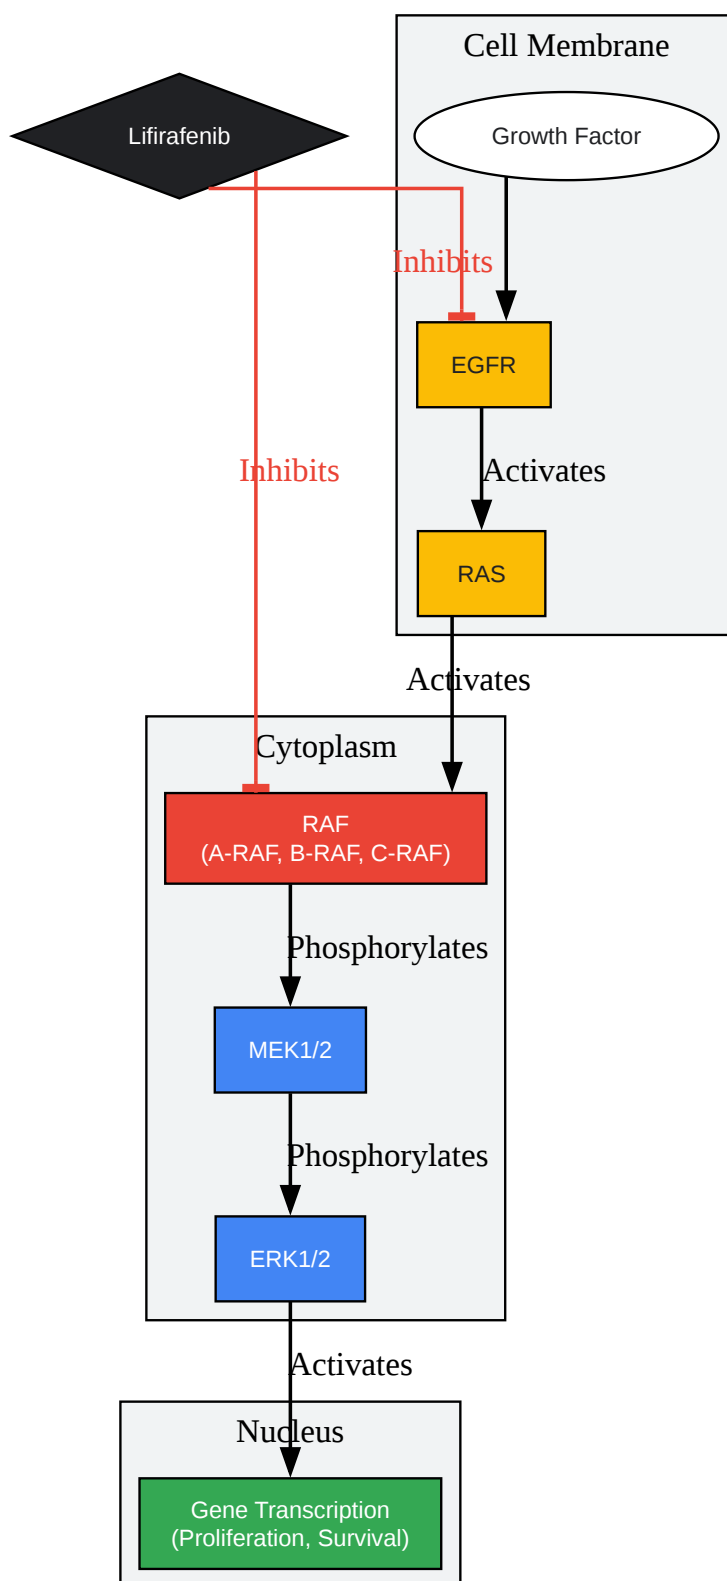 Cell Membrane
Lifirafenib
Growth Factor
Inhibits
EGFR
Inhibits
Activates
RAS
Activates
Cytoplasm
RAF
(A-RAF, B-RAF, C-RAF)
Phosphorylates
MEK1/2
Phosphorylates
ERK1/2
Activates
Nucleus
Gene Transcription
(Proliferation, Survival)